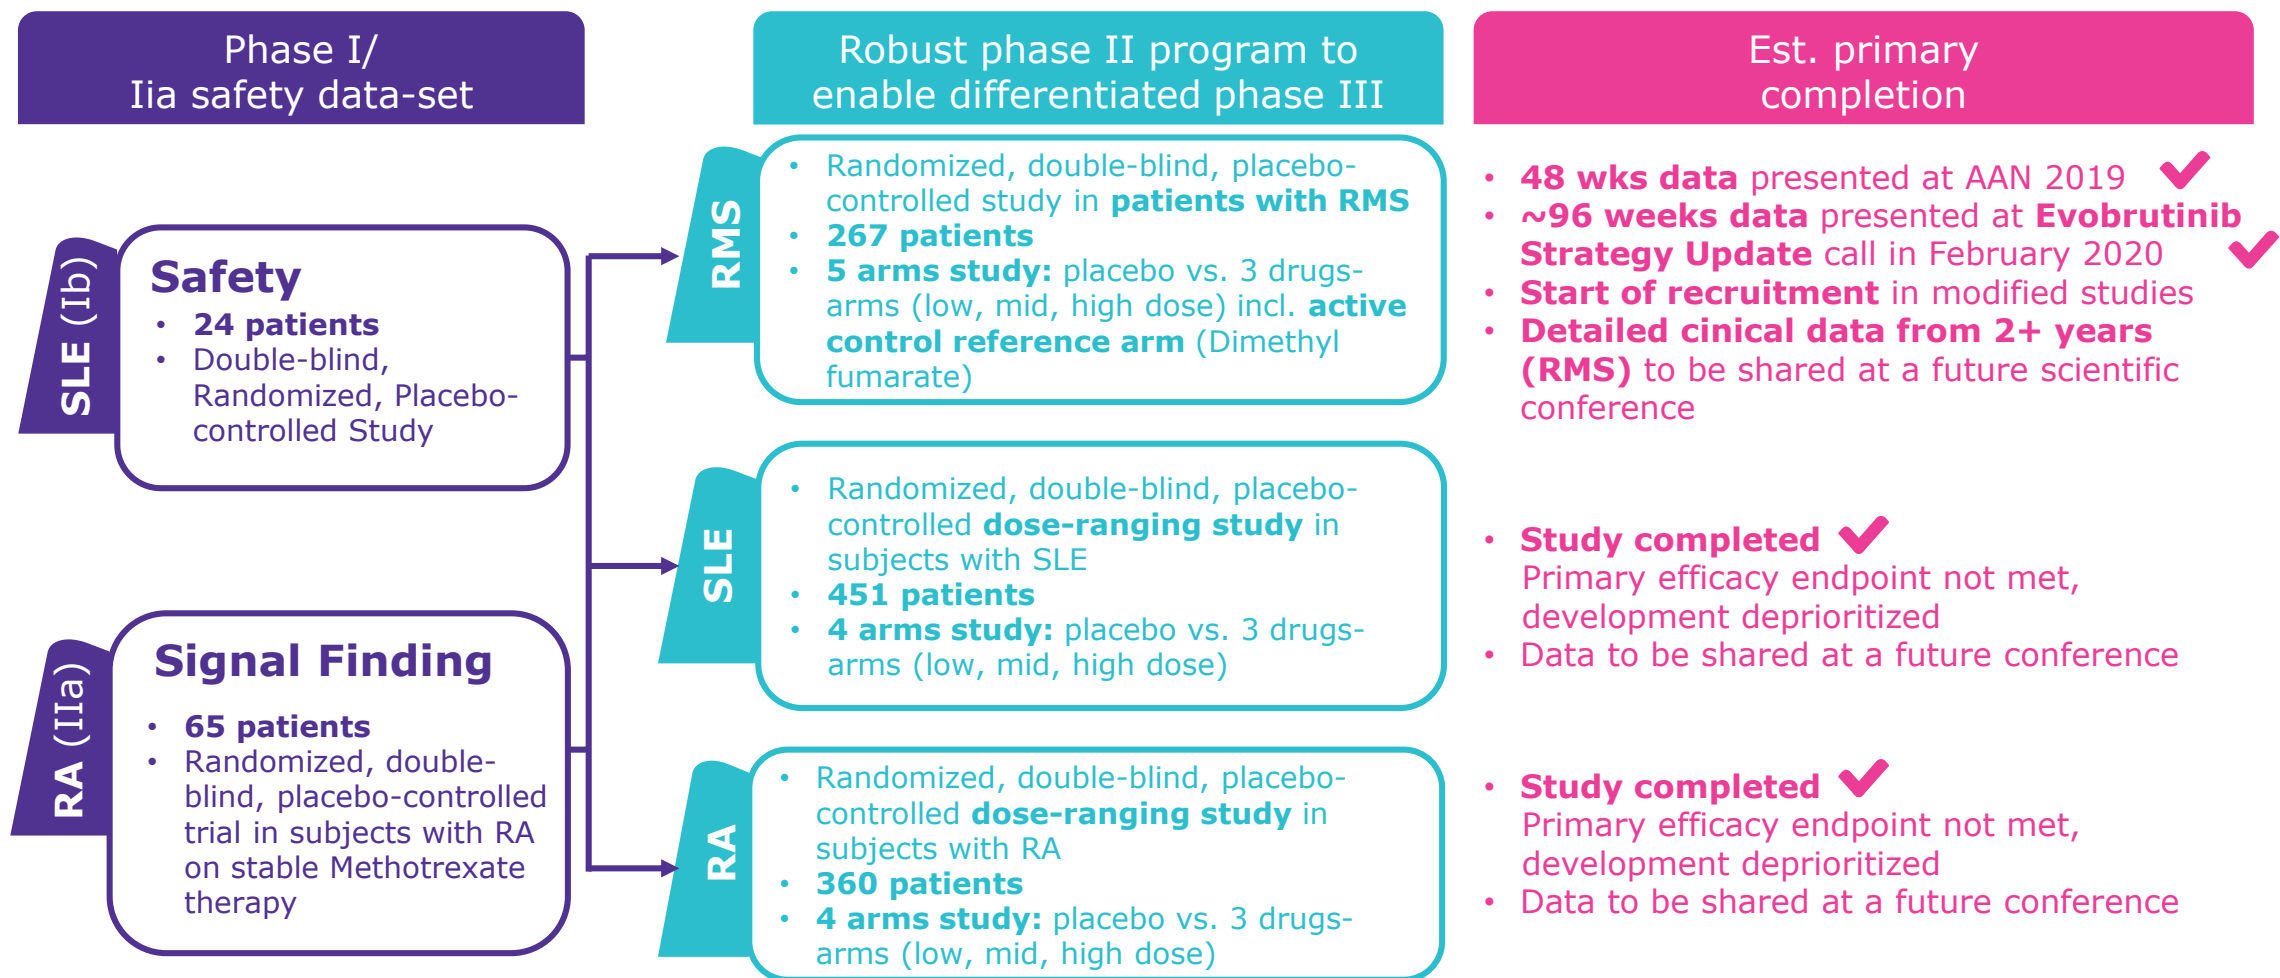 Phase I/
Iia safety data-set
SLE (Ib)
Safety
• 24 patients
• Double-blind,
Randomized, Placebo-
controlled Study
RA (IIa)
Signal Finding
• 65 patients
• Randomized, double-
blind, placebo-controlled
trial in subjects with RA
on stable Methotrexate
therapy
Robust phase II program to
enable differentiated phase III
RMS
• Randomized, double-blind, placebo-
controlled study in patients with RMS
• 267 patients
• 5 arms study: placebo vs. 3 drugs-
arms (low, mid, high dose) incl. active
control reference arm (Dimethyl
fumarate)
SLE
• Randomized, double-blind, placebo-
controlled dose-ranging study in
subjects with SLE
• 451 patients
• 4 arms study: placebo vs. 3 drugs-
arms (low, mid, high dose)
RA
• Randomized, double-blind, placebo-
controlled dose-ranging study in
subjects with RA
• 360 patients
• 4 arms study: placebo vs. 3 drugs-
arms (low, mid, high dose)
Est. primary
completion
• 48 wks data presented at AAN 2019
• ~96 weeks data presented at Evobrutinib
Strategy Update call in February 2020
• Start of recruitment in modified studies
• Detailed cinical data from 2+ years
(RMS) to be shared at a future scientific
conference
• Study completed
Primary efficacy endpoint not met,
development deprioritized
• Data to be shared at a future conference
• Study completed
Primary efficacy endpoint not met,
development deprioritized
• Data to be shared at a future conference